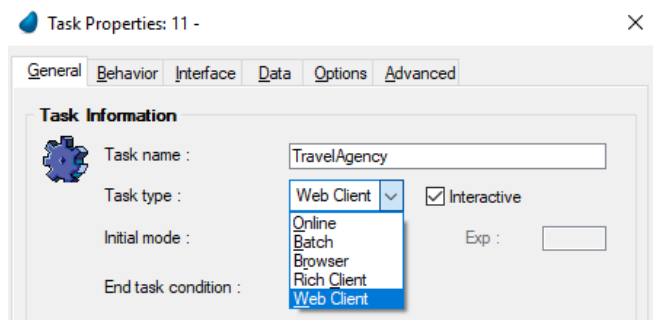 Task Properties: 11 -
General Behavior Interface Data Options Advanced
Task Information
Task name : TravelAgency
Task type : Web Client Interactive
Online
Initial mode : Exp :
Batch
Browser
Rich Client
End task condition :
Web Client